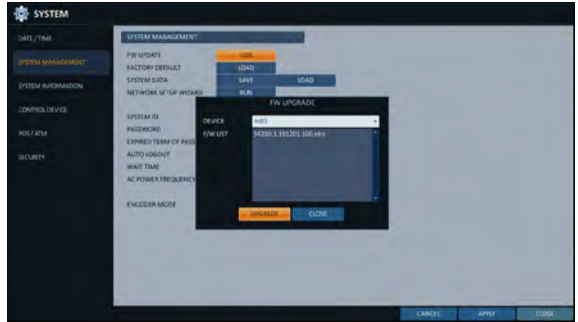 SYSTEM
DATE / TIME
SYSTEM MANAGEMENT
SYSTEM INFORMATION
CONTROL DEVICE
POS / ATM
SECURITY
SYSTEM MANAGEMENT
FW UPDATE
FACTORY DEFAULT LOAD
SYSTEM DATA SAVE LOAD
NETWORK SETUP WIZARD RUN
SYSTEM ID
PASSWORD
EXPIRED TERM OF PASS
AUTO LOGOUT
WAIT TIME
AC POWER FREQUENCY
ENCODER MODE
FW UPGRADE
DEVICE
F/W LIST
UPGRADE CLOSE
CANCEL APPLY CLOSE